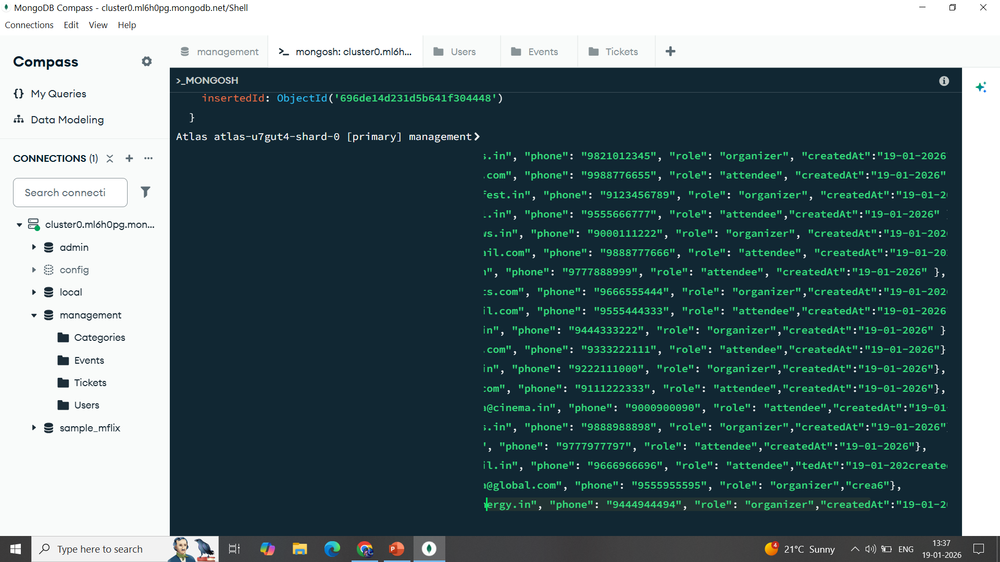 MongoDB Compass - cluster0.ml6h0pg.mongodb.net/Shell
Connections Edit View Help
Compass
My Queries
Data Modeling
CONNECTIONS (1)
Search connecti
cluster0.ml6h0pg.mon...
admin
config
local
management
Categories
Events
Tickets
Users
sample_mflix
management
mongosh: cluster0.ml6h...
Users
Events
Tickets
>_MONGOSH
insertedId: ObjectId('696de14d231d5b641f304448')
}
Atlas atlas-u7gut4-shard-0 [primary] management>
s.in", "phone": "9821012345", "role": "organizer", "createdAt":"19-01-2026"
.com", "phone": "9988776655", "role": "attendee", "createdAt":"19-01-2026"
fest.in", "phone": "9123456789", "role": "organizer", "createdAt":"19-01-2
l.in", "phone": "9555666777", "role": "attendee","createdAt":"19-01-2026" }
ws.in", "phone": "9000111222", "role": "organizer", "createdAt":"19-01-202
ail.com", "phone": "9888777666", "role": "attendee", "createdAt":"19-01-20
n", "phone": "9777888999", "role": "attendee", "createdAt":"19-01-2026" },
ts.com", "phone": "9666555444", "role": "organizer","createdAt":"19-01-202
il.com", "phone": "9555444333", "role": "attendee","createdAt":"19-01-2026
in", "phone": "9444333222", "role": "organizer","createdAt":"19-01-2026" }
.com", "phone": "9333222111", "role": "attendee","createdAt":"19-01-2026"}
in", "phone": "9222111000", "role": "organizer","createdAt":"19-01-2026"},
com", "phone": "9111222333", "role": "attendee","createdAt":"19-01-2026"},
a@cinema.in", "phone": "9000900090", "role": "attendee","createdAt":"19-01
s.in", "phone": "9888988898", "role": "organizer","createdAt":"19-01-2026"
", "phone": "9777977797", "role": "attendee","createdAt":"19-01-2026"},
il.in", "phone": "9666966696", "role": "attendee","tedAt":"19-01-202create
a@global.com", "phone": "9555955595", "role": "organizer","crea6"},
nergy.in", "phone": "9444944494", "role": "organizer","createdAt":"19-01-2
Type here to search
4
21°C Sunny
ENG
13:37
19-01-2026